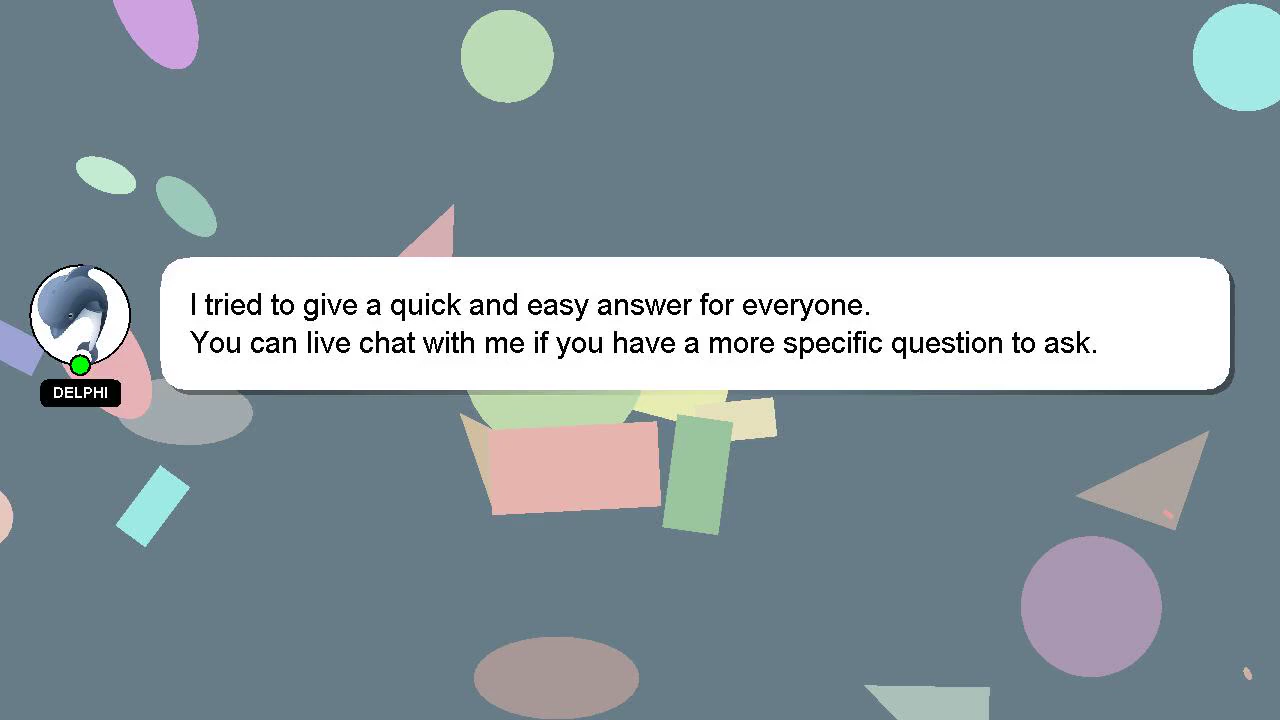 I tried to give a quick and easy answer for everyone.
You can live chat with me if you have a more specific question to ask.
DELPHI